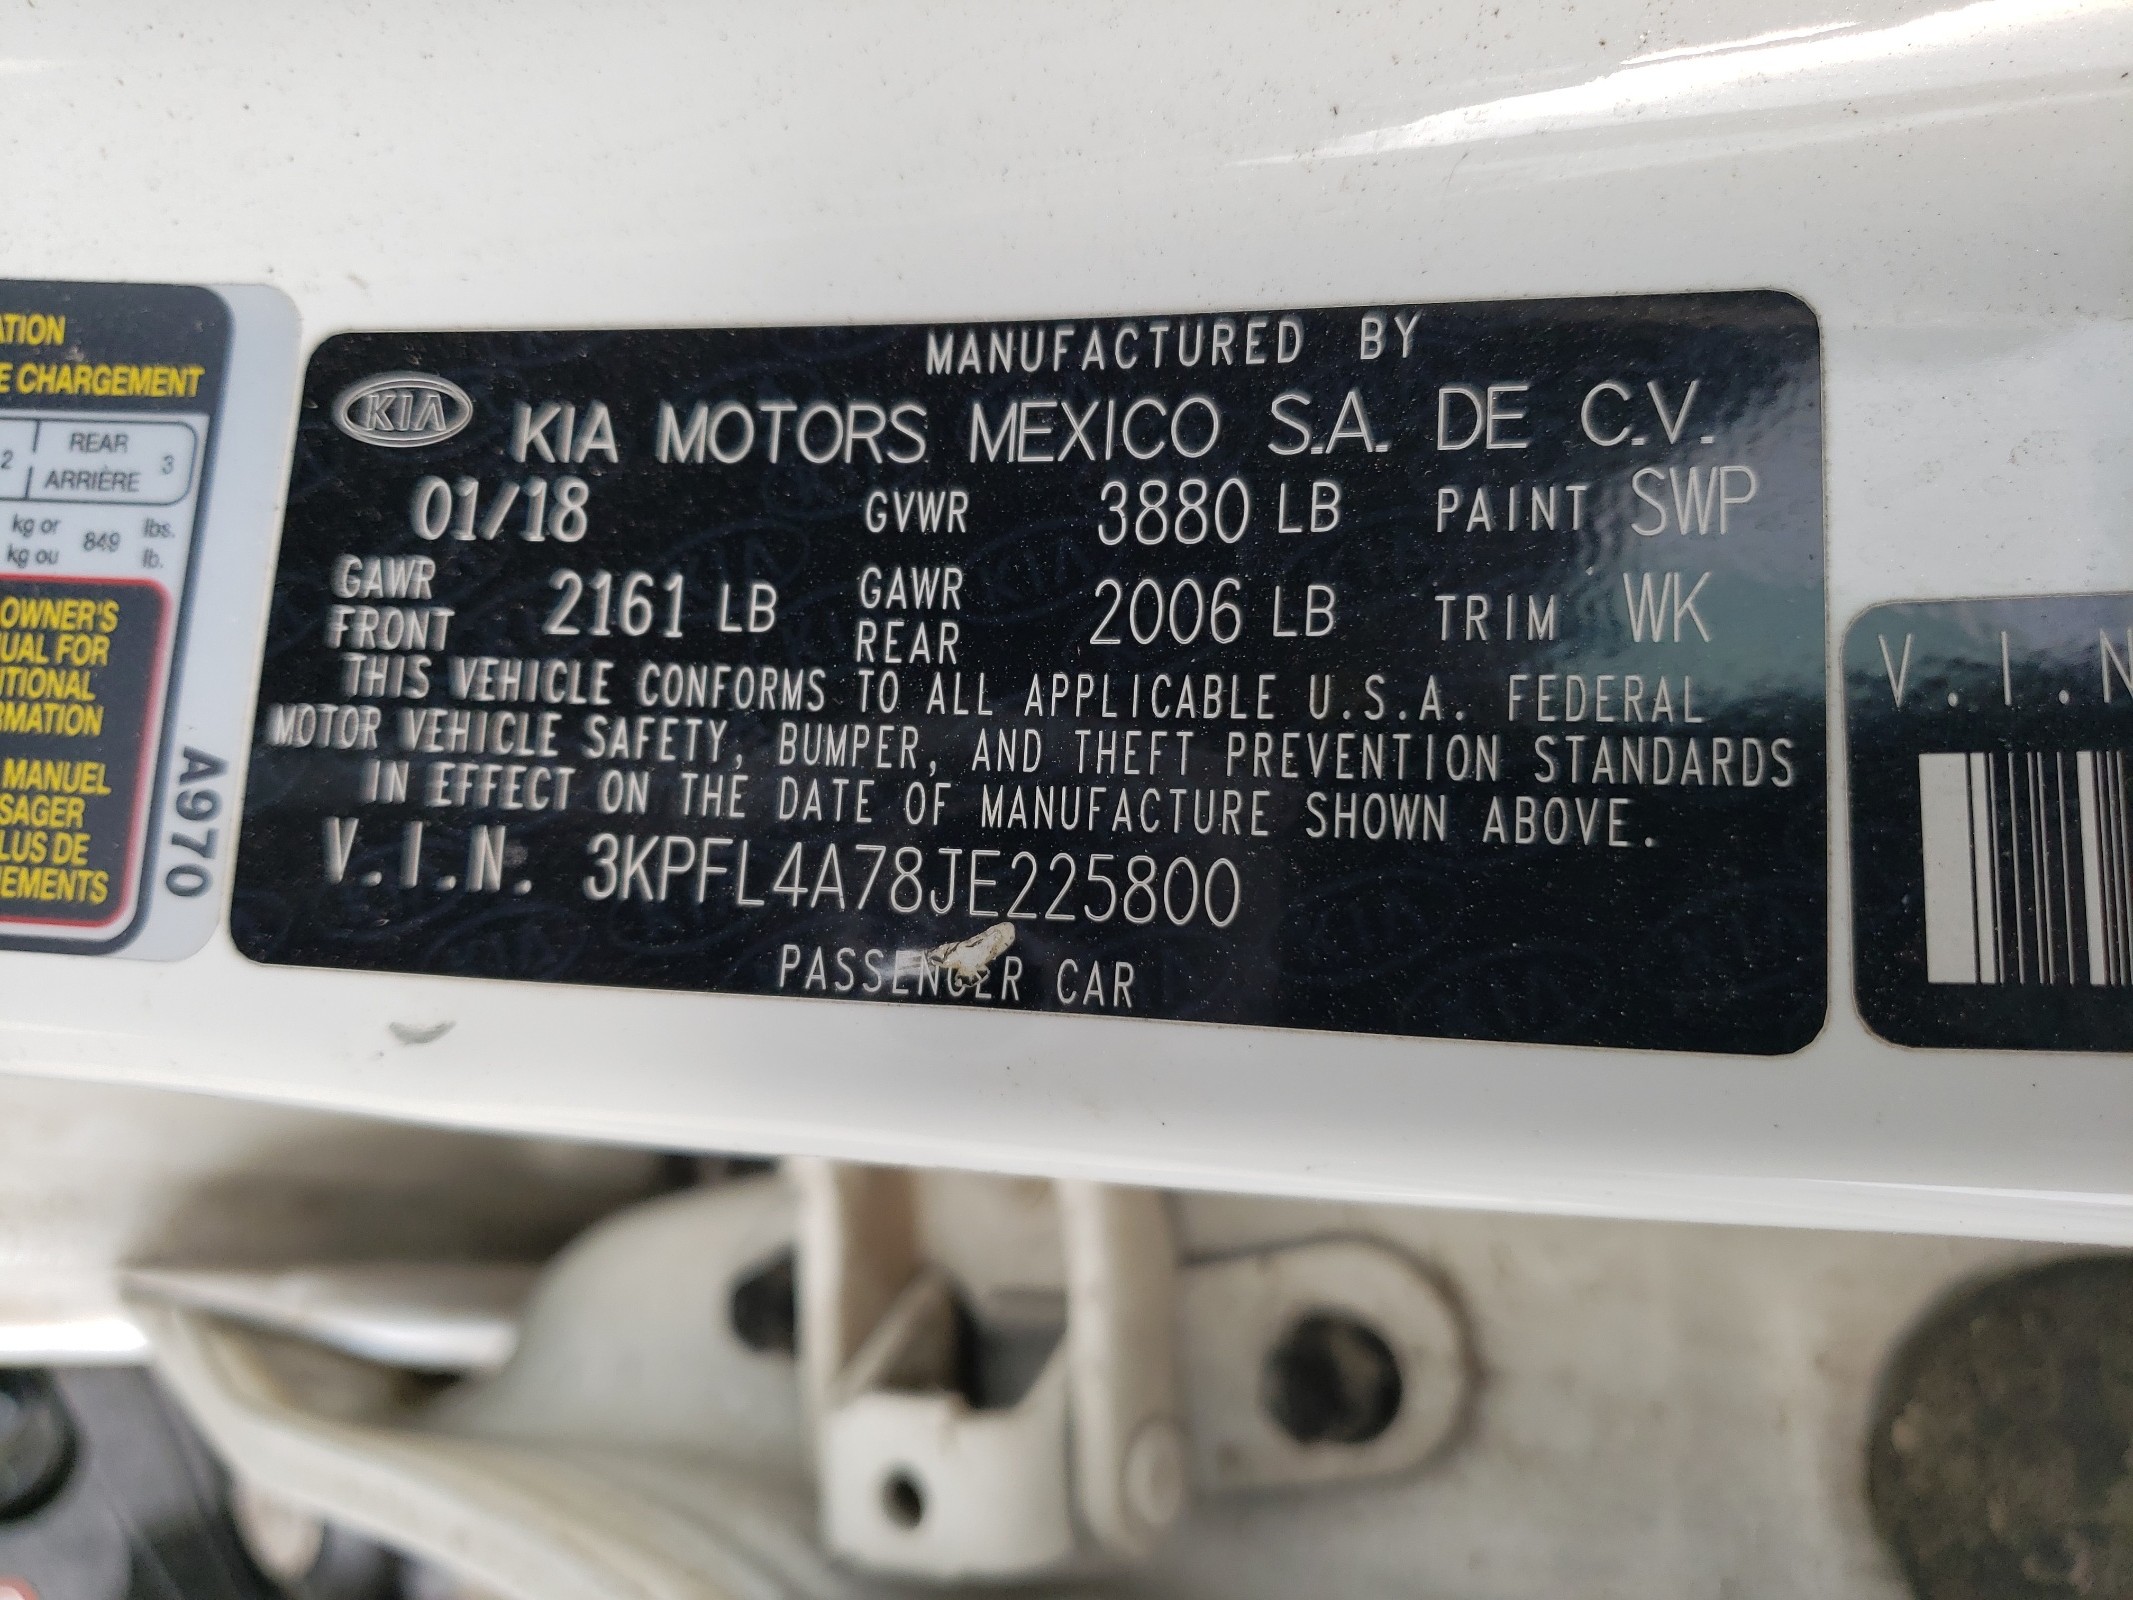 ATION
E CHARGEMENT
2 REAR 3
ARRIÈRE
kg or 849 lbs.
kg ou lb.
OWNER'S
UAL FOR
ITIONAL
RMATION
MANUEL
SAGER
LUS DE
EMENTS
A970
MANUFACTURED BY
KIA KIA MOTORS MEXICO S.A. DE C.V.
01/18 GVWR 3880 LB PAINT SWP
GAWR FRONT 2161 LB GAWR REAR 2006 LB TRIM WK
THIS VEHICLE CONFORMS TO ALL APPLICABLE U.S.A. FEDERAL
MOTOR VEHICLE SAFETY, BUMPER, AND THEFT PREVENTION STANDARDS
IN EFFECT ON THE DATE OF MANUFACTURE SHOWN ABOVE.
V.I.N. 3KPFL4A78JE225800
PASSENGER CAR
V.I.N